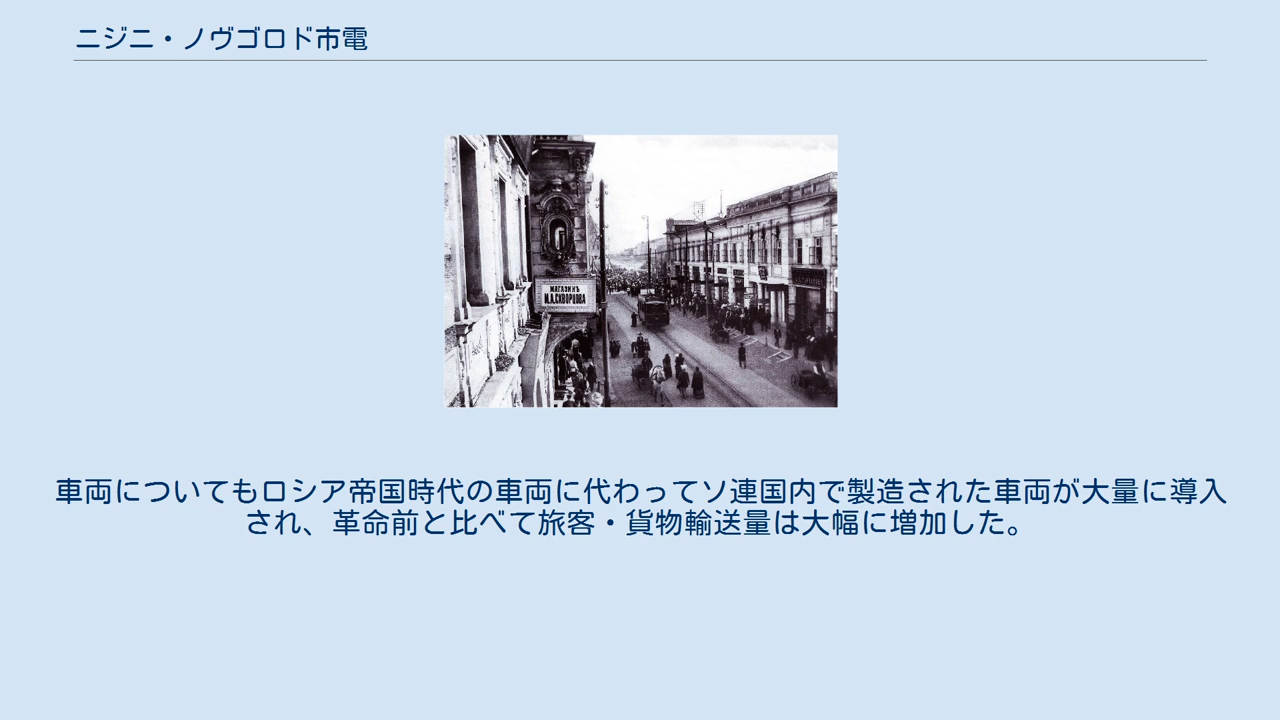 ニジニ・ノヴゴロド市電
МАГАЗИНЪ
М.А.СКВОРЦОВА
車両についてもロシア帝国時代の車両に代わってソ連国内で製造された車両が大量に導入
され、革命前と比べて旅客・貨物輸送量は大幅に増加した。